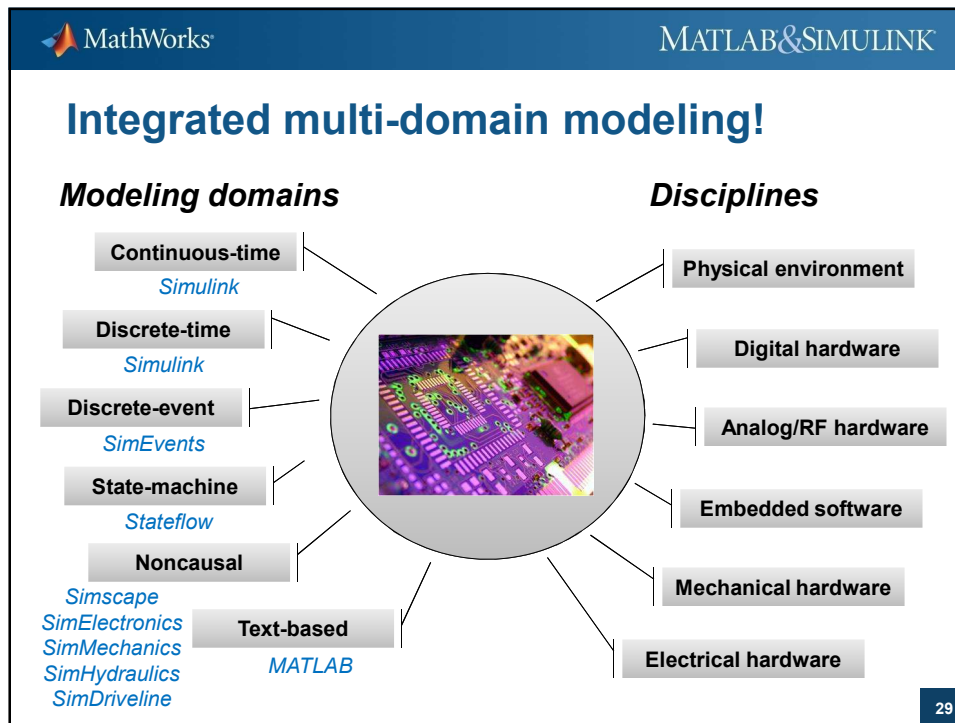 MathWorks®
MATLAB&SIMULINK®
Integrated multi-domain modeling!
Modeling domains
Disciplines
Continuous-time
Simulink
Discrete-time
Simulink
Discrete-event
SimEvents
State-machine
Stateflow
Noncausal
Simscape
SimElectronics
SimMechanics
SimHydraulics
SimDriveline
Text-based
MATLAB
Physical environment
Digital hardware
Analog/RF hardware
Embedded software
Mechanical hardware
Electrical hardware
29